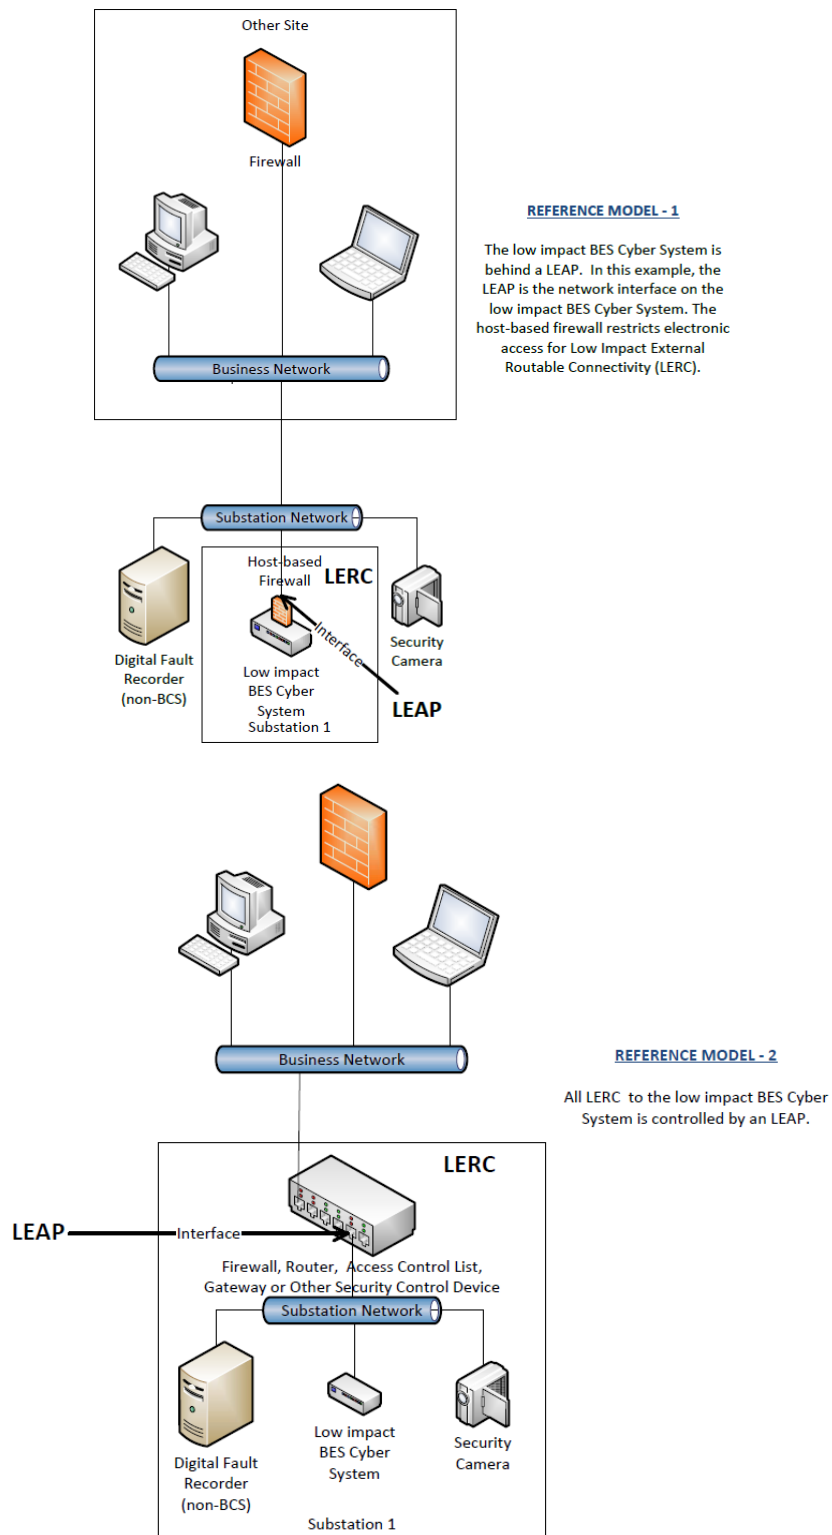 Other Site
Firewall
REFERENCE MODEL - 1
The low impact BES Cyber System is
behind a LEAP.  In this example, the
LEAP is the network interface on the
low impact BES Cyber System. The
host-based firewall restricts electronic
access for Low Impact External
Routable Connectivity (LERC).
Business Network
Substation Network
Host-based
Firewall
LERC
Interface
Digital Fault
Recorder
(non-BCS)
Low impact
BES Cyber
System
Substation 1
Security
Camera
LEAP
Business Network
REFERENCE MODEL - 2
All LERC  to the low impact BES Cyber
System is controlled by an LEAP.
LERC
LEAP
Interface
Firewall, Router,  Access Control List,
Gateway or Other Security Control Device
Substation Network
Digital Fault
Recorder
(non-BCS)
Low impact
BES Cyber
System
Security
Camera
Substation 1